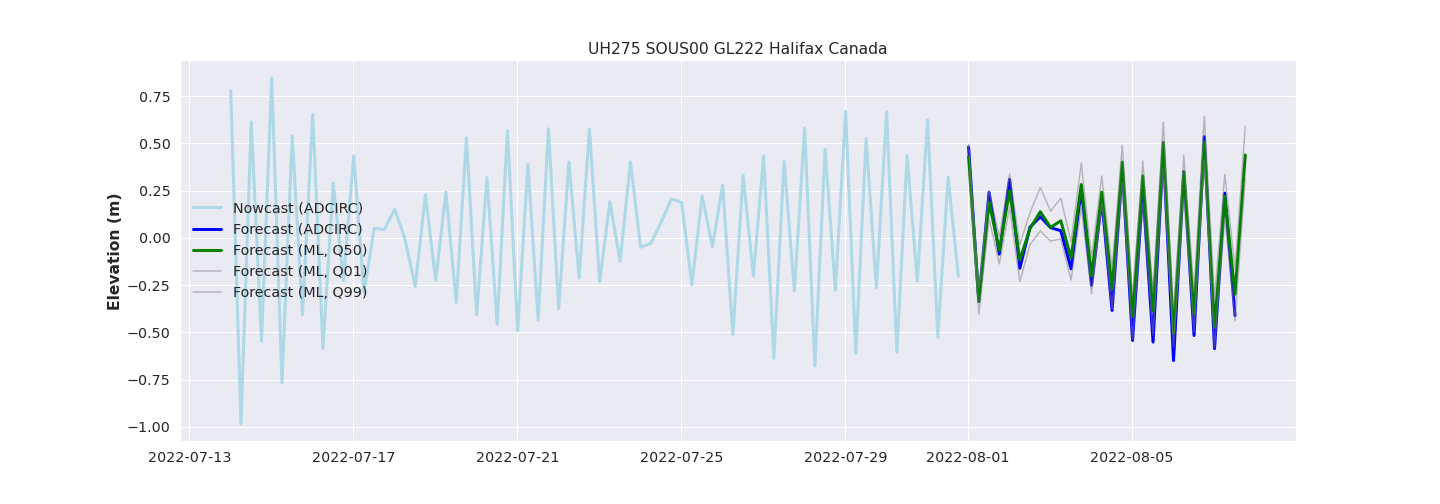 UH275 SOUS00 GL222 Halifax Canada
Elevation (m)
0.75
0.50
0.25
0.00
−0.25
−0.50
−0.75
−1.00
Nowcast (ADCIRC)
Forecast (ADCIRC)
Forecast (ML, Q50)
Forecast (ML, Q01)
Forecast (ML, Q99)
2022-07-13 2022-07-17 2022-07-21 2022-07-25 2022-07-29 2022-08-01 2022-08-05